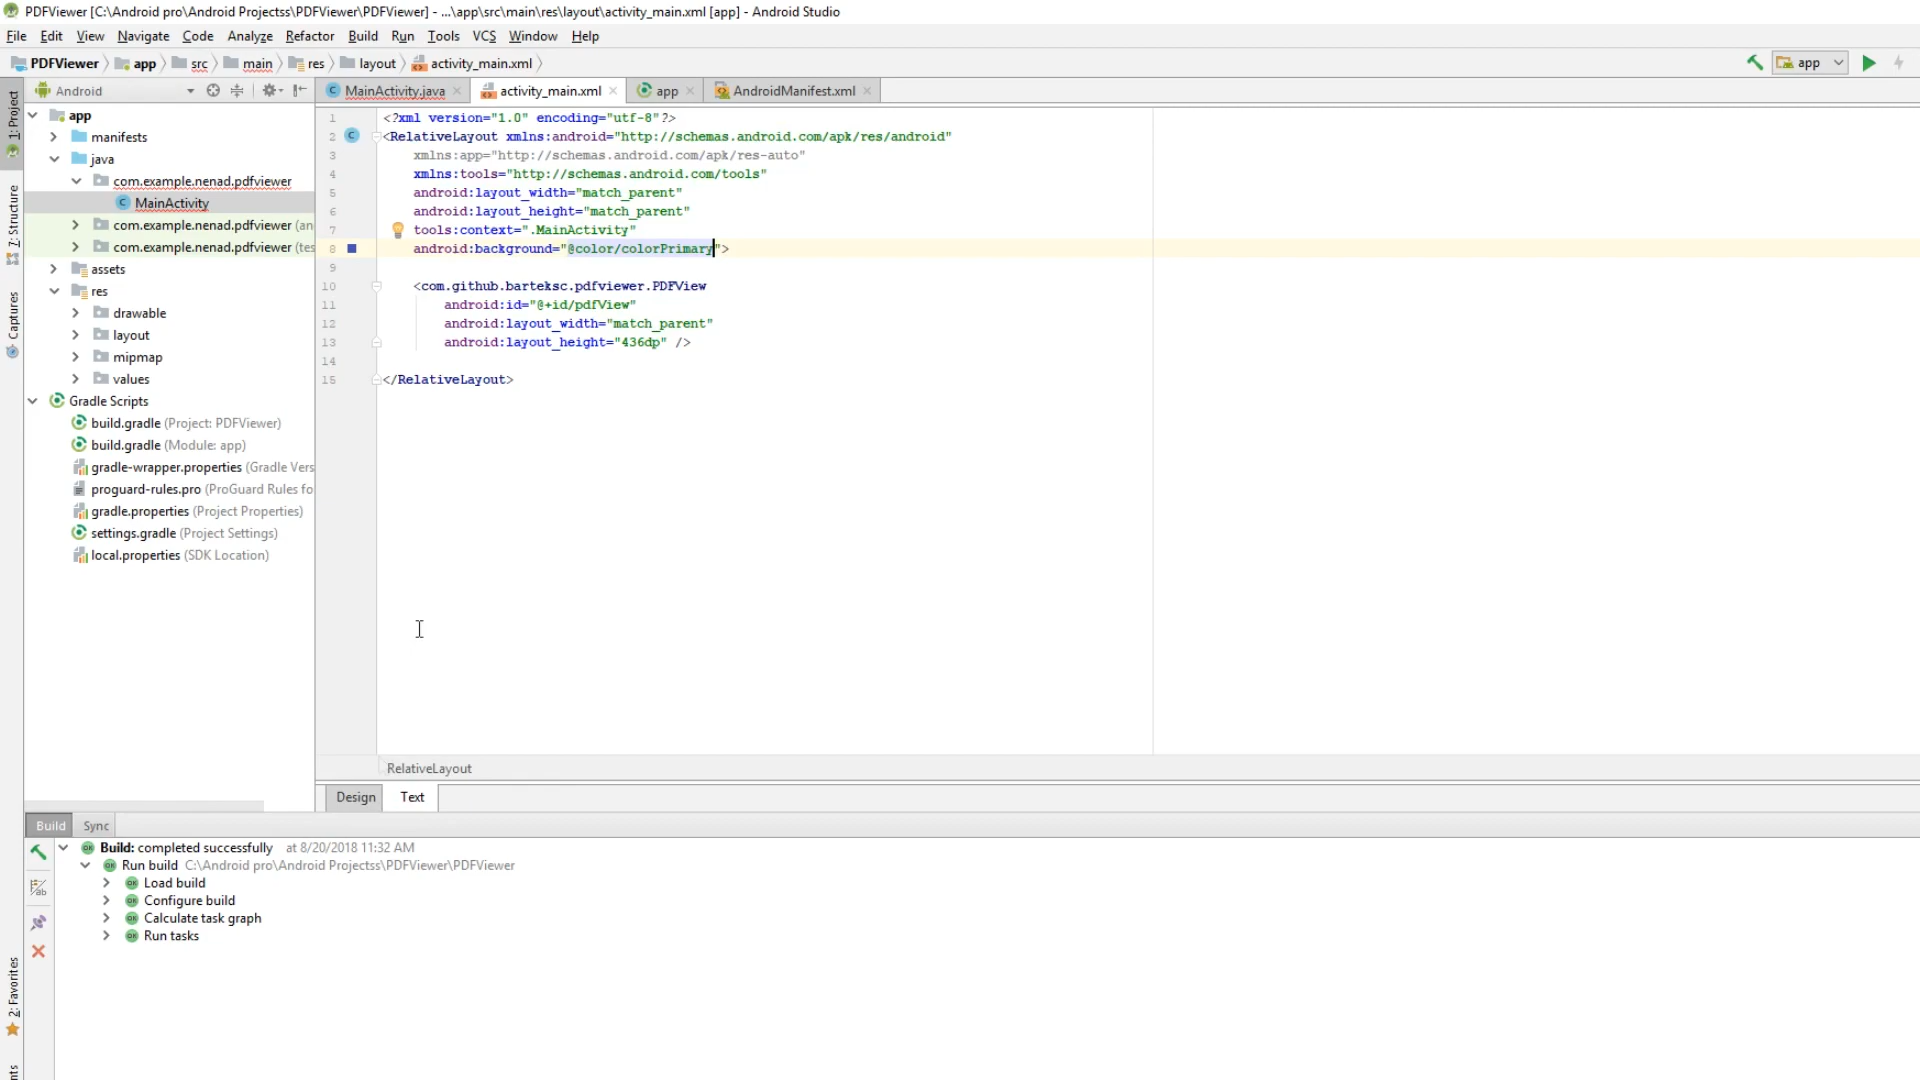 PDFViewer [C:\Android pro\Android Projectss\PDFViewer\PDFViewer] - ...\app\src\main\res\layout\activity_main.xml [app] - Android Studio
File Edit View Navigate Code Analyze Refactor Build Run Tools VCS Window Help
PDFViewer app src main res layout activity_main.xml app
Android MainActivity.java activity_main.xml app AndroidManifest.xml
1: Project
7: Structure
Captures
2: Favorites
app
manifests
java
com.example.nenad.pdfviewer
MainActivity
com.example.nenad.pdfviewer (an
com.example.nenad.pdfviewer (tes
assets
res
drawable
layout
mipmap
values
Gradle Scripts
build.gradle (Project: PDFViewer)
build.gradle (Module: app)
gradle-wrapper.properties (Gradle Vers
proguard-rules.pro (ProGuard Rules fo
gradle.properties (Project Properties)
settings.gradle (Project Settings)
local.properties (SDK Location)
1 <?xml version="1.0" encoding="utf-8"?>
2 <RelativeLayout xmlns:android="http://schemas.android.com/apk/res/android"
3 xmlns:app="http://schemas.android.com/apk/res-auto"
4 xmlns:tools="http://schemas.android.com/tools"
5 android:layout_width="match_parent"
6 android:layout_height="match_parent"
7 tools:context=".MainActivity"
8 android:background="@color/colorPrimary">
9
10 <com.github.barteksc.pdfviewer.PDFView
11 android:id="@+id/pdfView"
12 android:layout_width="match_parent"
13 android:layout_height="436dp" />
14
15 </RelativeLayout>
RelativeLayout
Design Text
Build Sync
Build: completed successfully at 8/20/2018 11:32 AM
Run build C:\Android pro\Android Projectss\PDFViewer\PDFViewer
Load build
Configure build
Calculate task graph
Run tasks